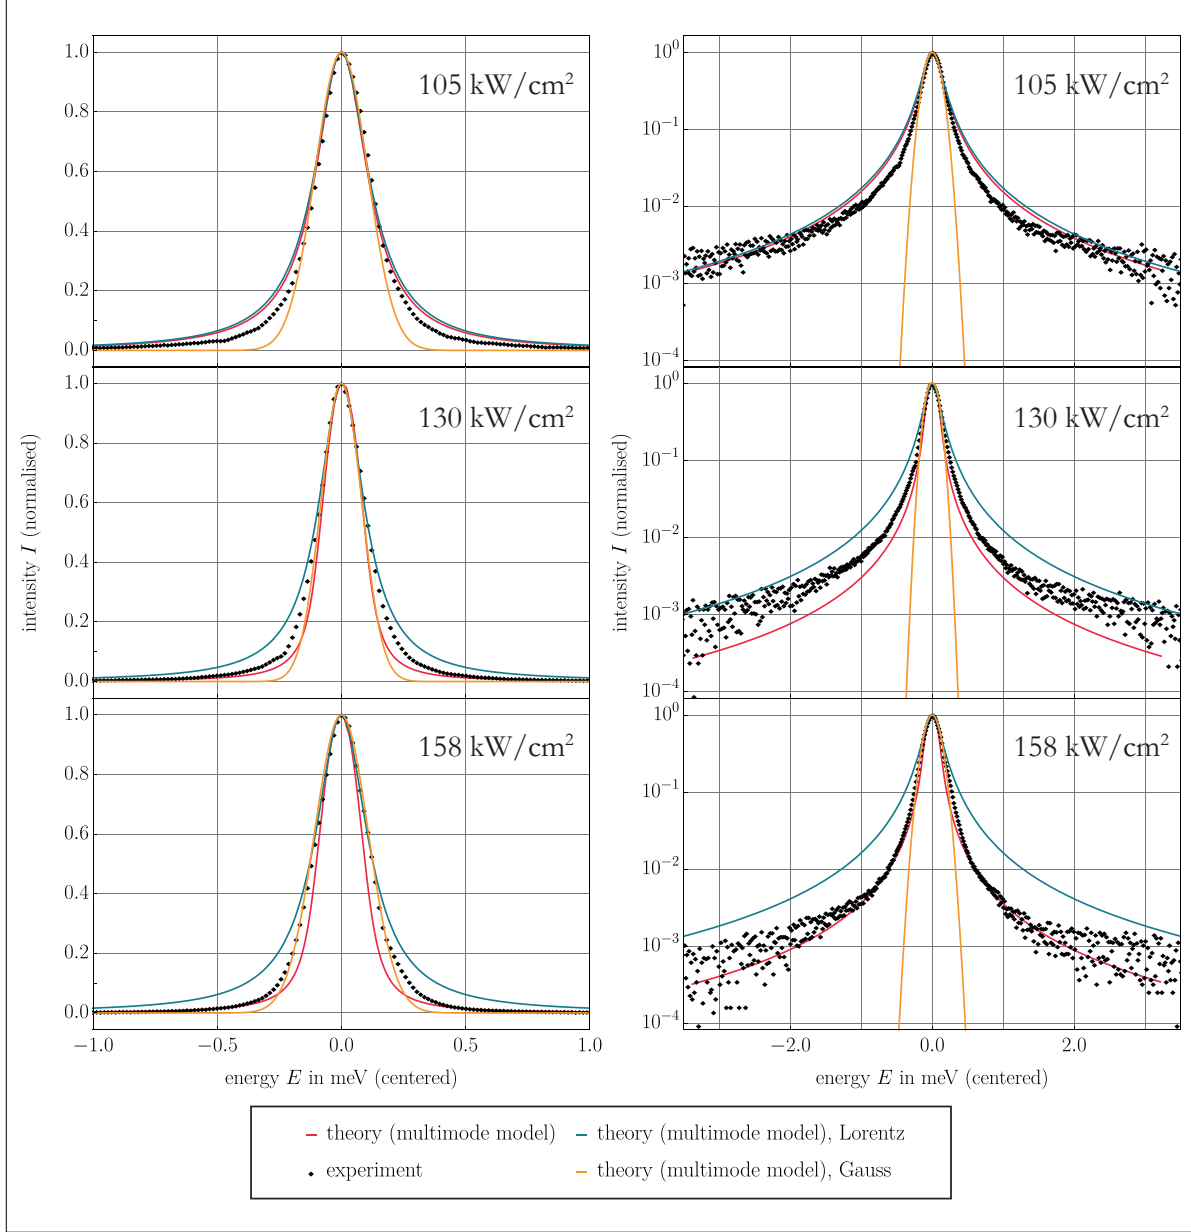 1.0
0.8
0.6
0.4
0.2
0.0
105 kW/cm²
10⁰
10⁻¹
10⁻²
10⁻³
10⁻⁴
105 kW/cm²
1.0
0.8
0.6
0.4
0.2
0.0
130 kW/cm²
intensity I (normalised)
10⁰
10⁻¹
10⁻²
10⁻³
10⁻⁴
130 kW/cm²
intensity I (normalised)
1.0
0.8
0.6
0.4
0.2
0.0
158 kW/cm²
10⁰
10⁻¹
10⁻²
10⁻³
10⁻⁴
158 kW/cm²
−1.0 −0.5 0.0 0.5 1.0
−2.0 0.0 2.0
energy E in meV (centered)
energy E in meV (centered)
theory (multimode model)
theory (multimode model), Lorentz
experiment
theory (multimode model), Gauss